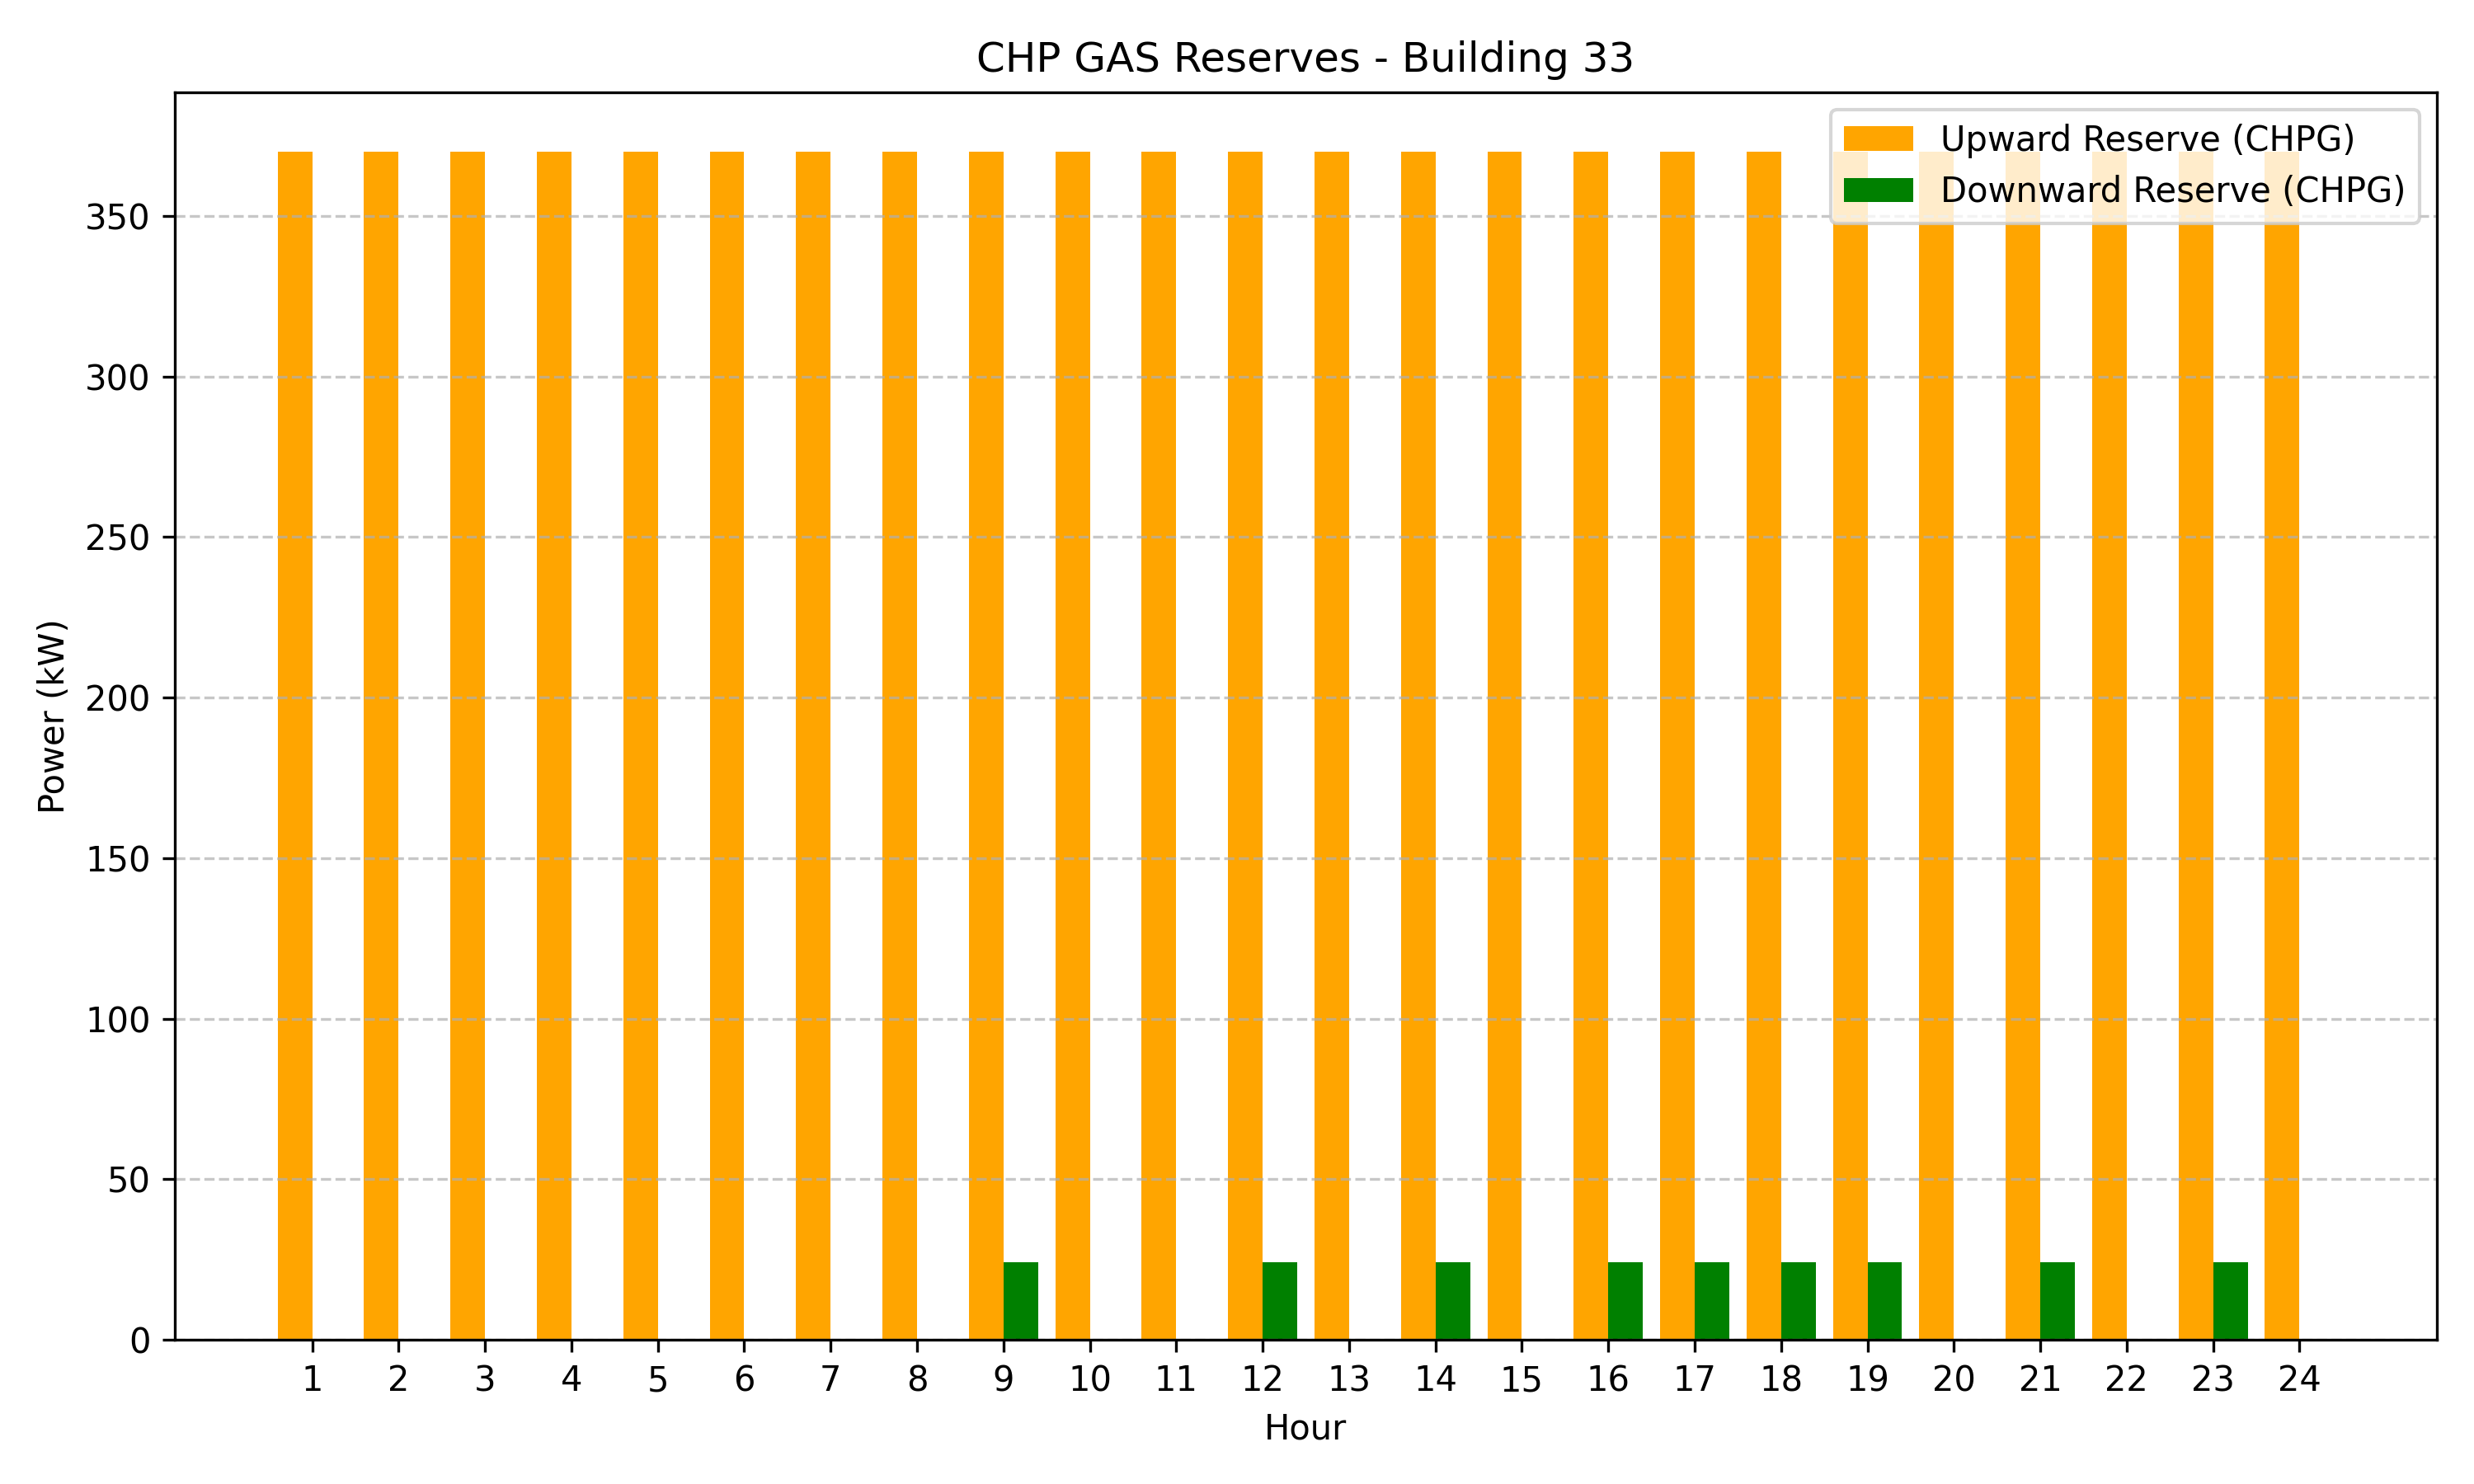 CHP GAS Reserves - Building 33
Upward Reserve (CHPG)
Downward Reserve (CHPG)
350
300
250
200
150
100
50
0
Power (kW)
1 2 3 4 5 6 7 8 9 10 11 12 13 14 15 16 17 18 19 20 21 22 23 24
Hour